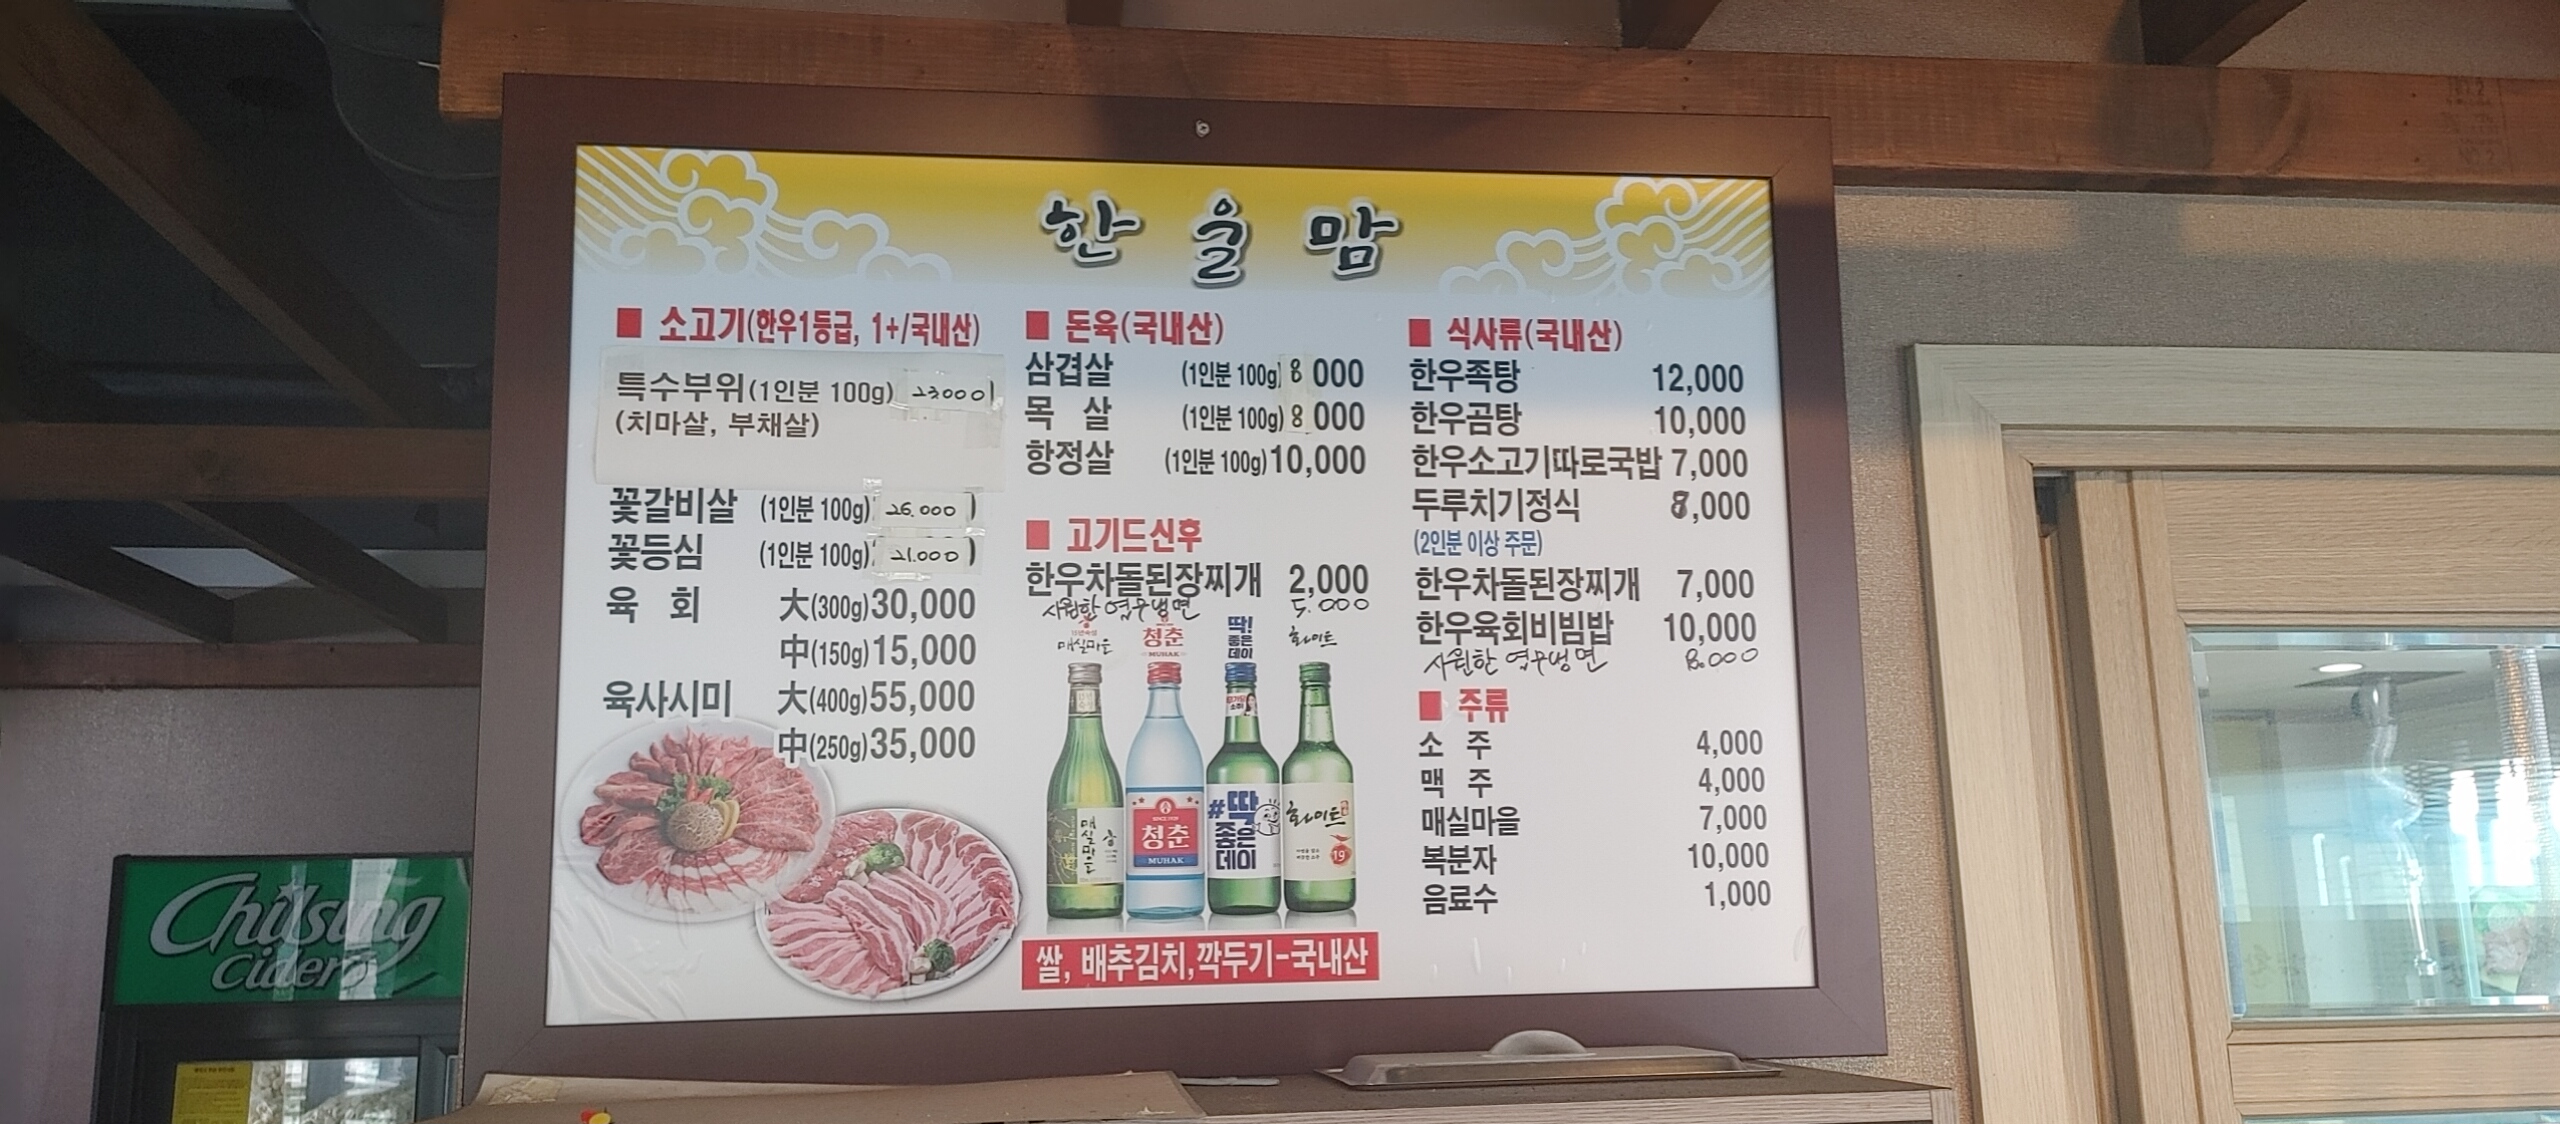 한울맘
■ 소고기(한우1등급, 1+/국내산)
특수부위(1인분 100g) 23000
(치마살, 부채살)
꽃갈비살 (1인분 100g) 26.000
꽃등심 (1인분 100g) 21.000
육 회 大(300g)30,000
中(150g)15,000
육사시미 大(400g)55,000
中(250g)35,000
■ 돈육(국내산)
삼겹살 (1인분 100g) 8000
목 살 (1인분 100g) 8000
항정살 (1인분 100g)10,000
■ 고기드신후
한우차돌된장찌개 2,000
시원한 열무냉면 5.000
매실마을
청춘
MUHAK
딱!
좋은
데이
화이트
매실마을
청춘
MUHAK
#딱
좋은
데이
화이트
19
쌀, 배추김치,깍두기-국내산
■ 식사류(국내산)
한우족탕 12,000
한우곰탕 10,000
한우소고기따로국밥 7,000
두루치기정식 8,000
(2인분 이상 주문)
한우차돌된장찌개 7,000
한우육회비빔밥 10,000
시원한 열무냉면 8.000
■ 주류
소 주 4,000
맥 주 4,000
매실마을 7,000
복분자 10,000
음료수 1,000
Chilsung
Cider